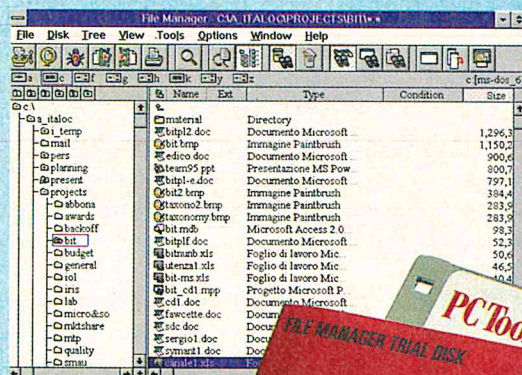 File Manager - C:\A_ITALOC\PROJECTS\BIT\*.*
File Disk Tree View Tools Options Window Help
a c f g h k y z
c [ms-dos_6
Name Ext Type Condition Size
c:\
a_italoc
i_temp
mail
pers
planning
present
projects
abbona
awards
backoff
bit
budget
general
iol
iris
lab
micro&so
mktshare
mtp
quality
smau
material Directory
bitpl2.doc Documento Microsoft ... 1,296,3
bit.bmp Immagine Paintbrush 1,150,2
edico.doc Documento Microsoft ... 900,6
team95.ppt Presentazione MS Pow... 800,7
bitpl-e.doc Documento Microsoft ... 797,1
bit2.bmp Immagine Paintbrush 384,4
taxono2.bmp Immagine Paintbrush 283,9
taxonomy.bmp Immagine Paintbrush 283,9
bit.mdb Microsoft Access 2.0 98,3
bitplf.doc Documento Microsoft ... 52,3
bitnunb.xls Foglio di lavoro Mic... 50,6
utenza1.xls Foglio di lavoro Mic... 46,5
bit-ms.xls Foglio di lavoro Mic...
bit_cd1.mpp Progetto Microsoft P...
cd1.doc Documento Microsoft
fawcette.doc
sdc.doc
sergio1.doc
symant1.doc
candle1.xls
PCToo
FILE MANAGER TRIAL DISK